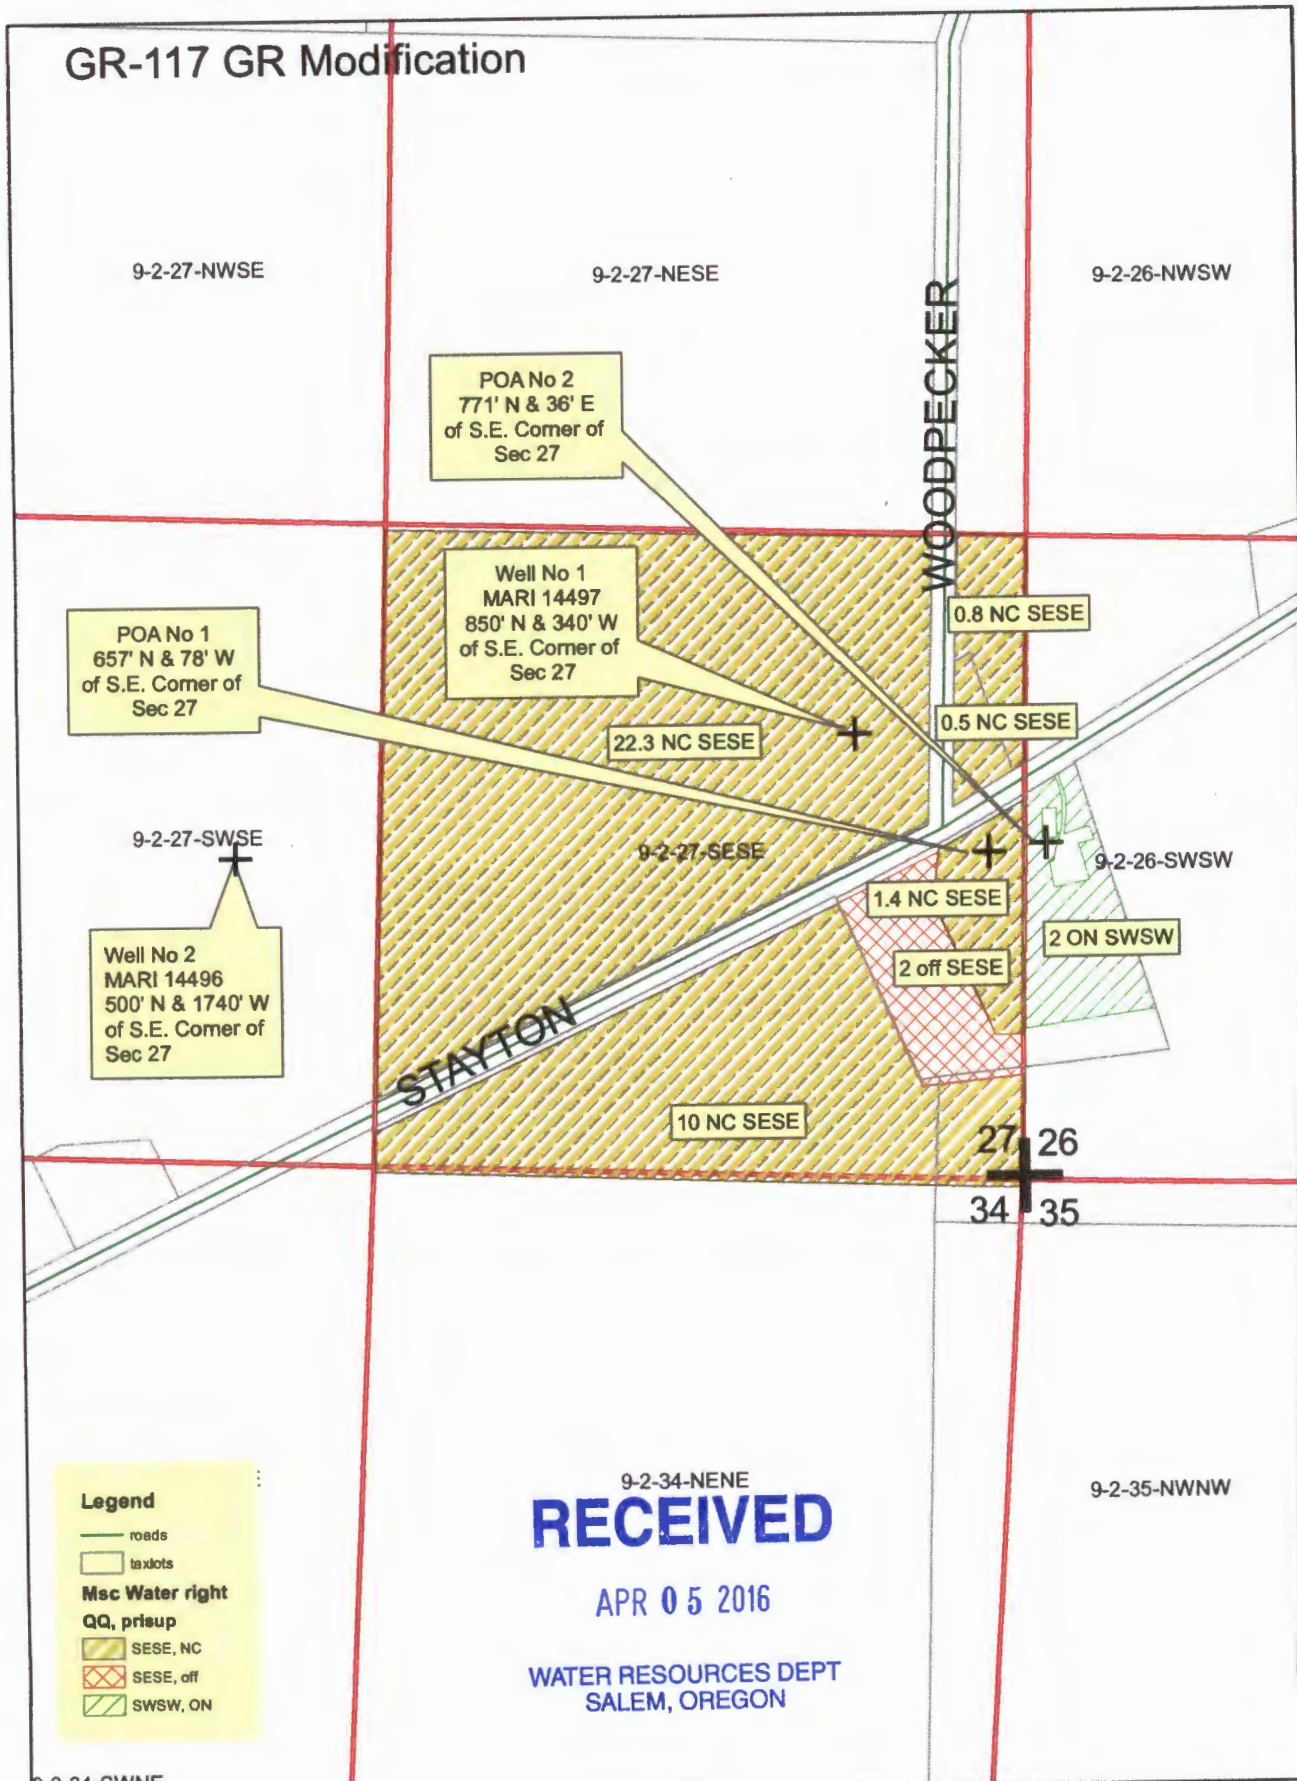 GR-117 GR Modification
9-2-27-NWSE
9-2-27-NESE
9-2-26-NWSW
WOODPECKER
POA No 2
771' N & 36' E
of S.E. Corner of
Sec 27
Well No 1
MARI 14497
850' N & 340' W
of S.E. Corner of
Sec 27
POA No 1
657' N & 78' W
of S.E. Corner of
Sec 27
0.8 NC SESE
0.5 NC SESE
22.3 NC SESE
9-2-27-SWSE
9-2-27-SESE
9-2-26-SWSW
1.4 NC SESE
2 ON SWSW
2 off SESE
Well No 2
MARI 14496
500' N & 1740' W
of S.E. Corner of
Sec 27
STAYTON
10 NC SESE
27 26
34 35
9-2-34-NENE
9-2-35-NWNW
RECEIVED
APR 05 2016
WATER RESOURCES DEPT
SALEM, OREGON
Legend
roads
taxlots
Msc Water right
QQ, prisup
SESE, NC
SESE, off
SWSW, ON
9-2-34-SWNE